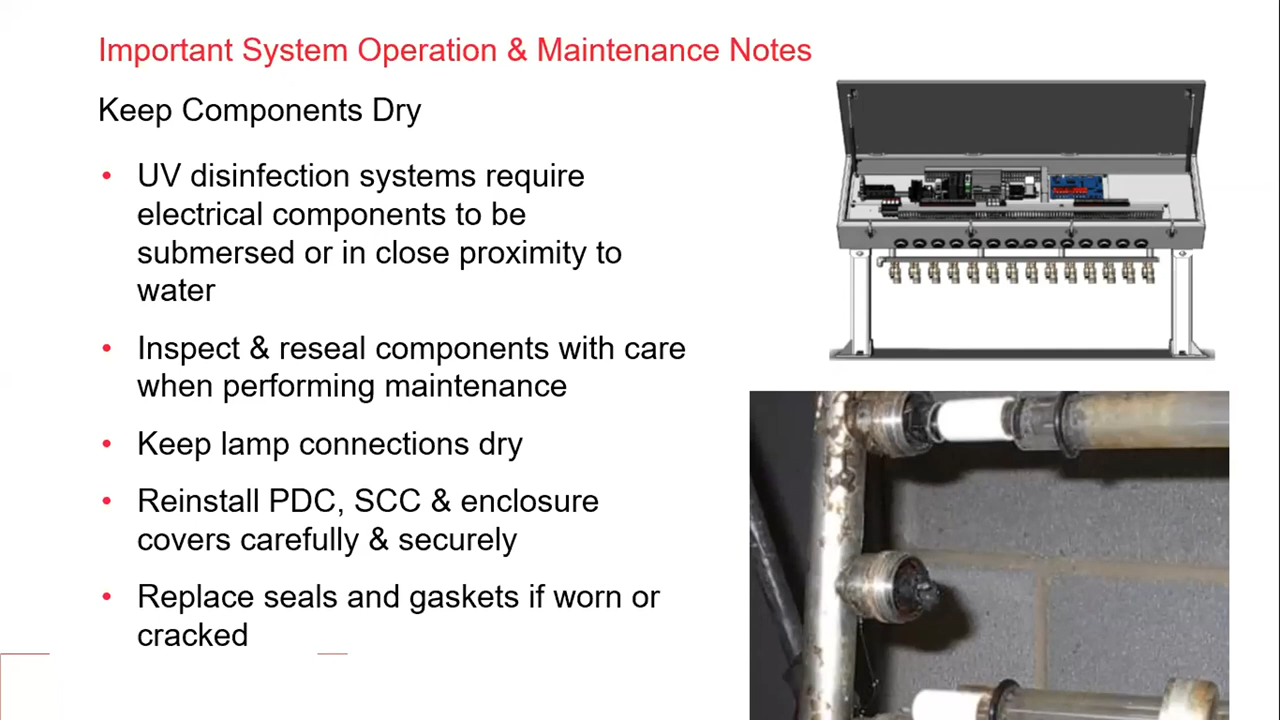 Important System Operation & Maintenance Notes
Keep Components Dry
• UV disinfection systems require
electrical components to be
submersed or in close proximity to
water
• Inspect & reseal components with care
when performing maintenance
• Keep lamp connections dry
• Reinstall PDC, SCC & enclosure
covers carefully & securely
• Replace seals and gaskets if worn or
cracked